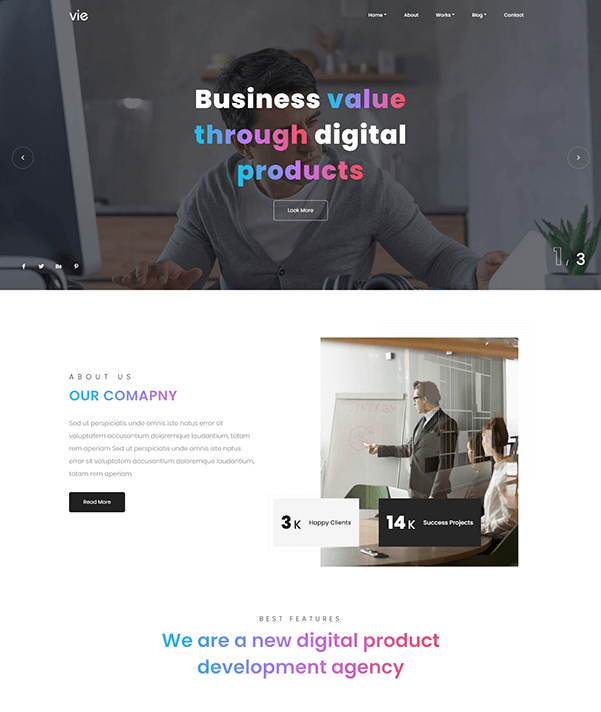 vie
Home
About
Works
Blog
Contact
Business value
through digital
products
Look More
1 / 3
ABOUT US
OUR COMAPNY
Sed ut perspiciatis unde omnis iste natus error sit
voluptatem accusantium doloremque laudantium, totam
rem aperiam Sed ut perspiciatis unde omnis iste natus
error sit voluptatem accusantium doloremque laudantium,
totam rem aperiam.
Read More
SYNERGY
3 K Happy Clients
14 K Success Projects
BEST FEATURES
We are a new digital product
development agency